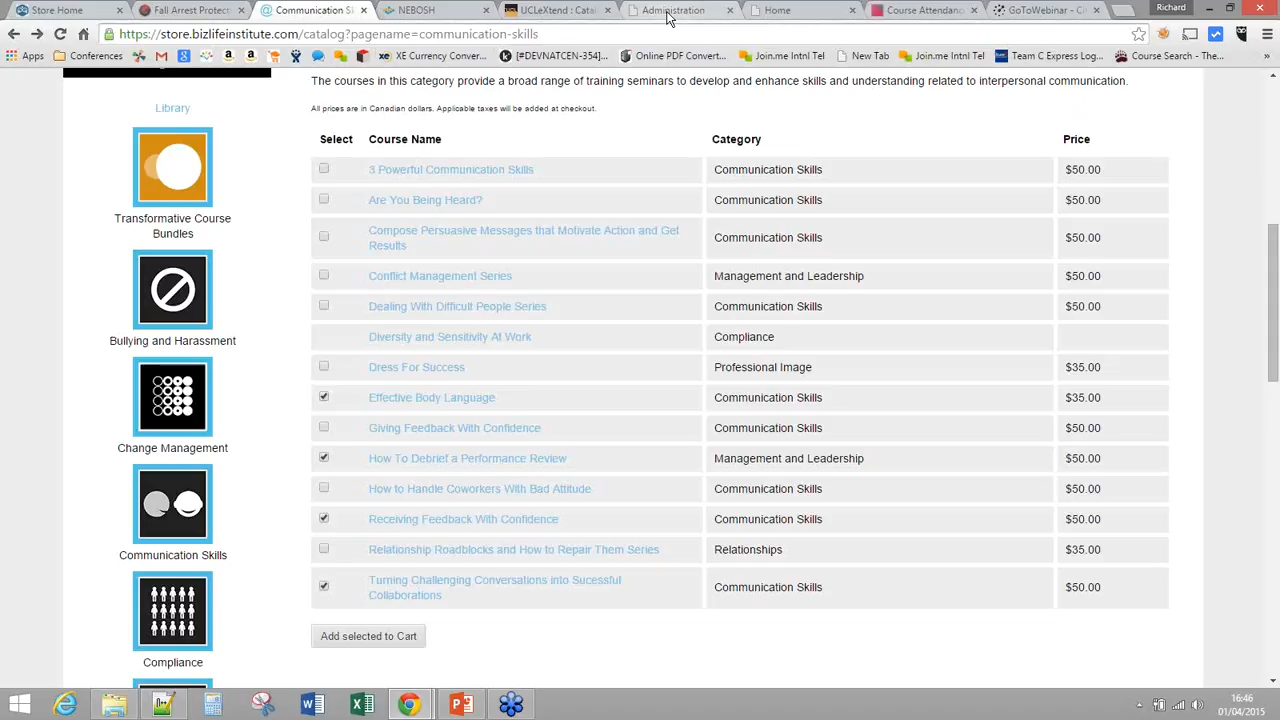 Store Home
Fall Arrest Protect
Communication Sk
NEBOSH
UCLeXtend : Catal
Administration
Home
Course Attendanc
GoToWebinar - Ci
Richard
https://store.bizlifeinstitute.com/catalog?pagename=communication-skills
Apps
Conferences
XE Currency Conver...
[#DEVNATCEN-354]...
Online PDF Convert...
Join.me Intnl Tel
New Tab
Join.me Intnl Tel
Team C Express Log...
Course Search - The...
The courses in this category provide a broad range of training seminars to develop and enhance skills and understanding related to interpersonal communication.
All prices are in Canadian dollars. Applicable taxes will be added at checkout.
Library
Transformative Course
Bundles
Bullying and Harassment
Change Management
Communication Skills
Compliance
Select Course Name Category Price
3 Powerful Communication Skills Communication Skills $50.00
Are You Being Heard? Communication Skills $50.00
Compose Persuasive Messages that Motivate Action and Get
Results Communication Skills $50.00
Conflict Management Series Management and Leadership $50.00
Dealing With Difficult People Series Communication Skills $50.00
Diversity and Sensitivity At Work Compliance
Dress For Success Professional Image $35.00
Effective Body Language Communication Skills $35.00
Giving Feedback With Confidence Communication Skills $50.00
How To Debrief a Performance Review Management and Leadership $50.00
How to Handle Coworkers With Bad Attitude Communication Skills $50.00
Receiving Feedback With Confidence Communication Skills $50.00
Relationship Roadblocks and How to Repair Them Series Relationships $35.00
Turning Challenging Conversations into Sucessful
Collaborations Communication Skills $50.00
Add selected to Cart
16:46
01/04/2015